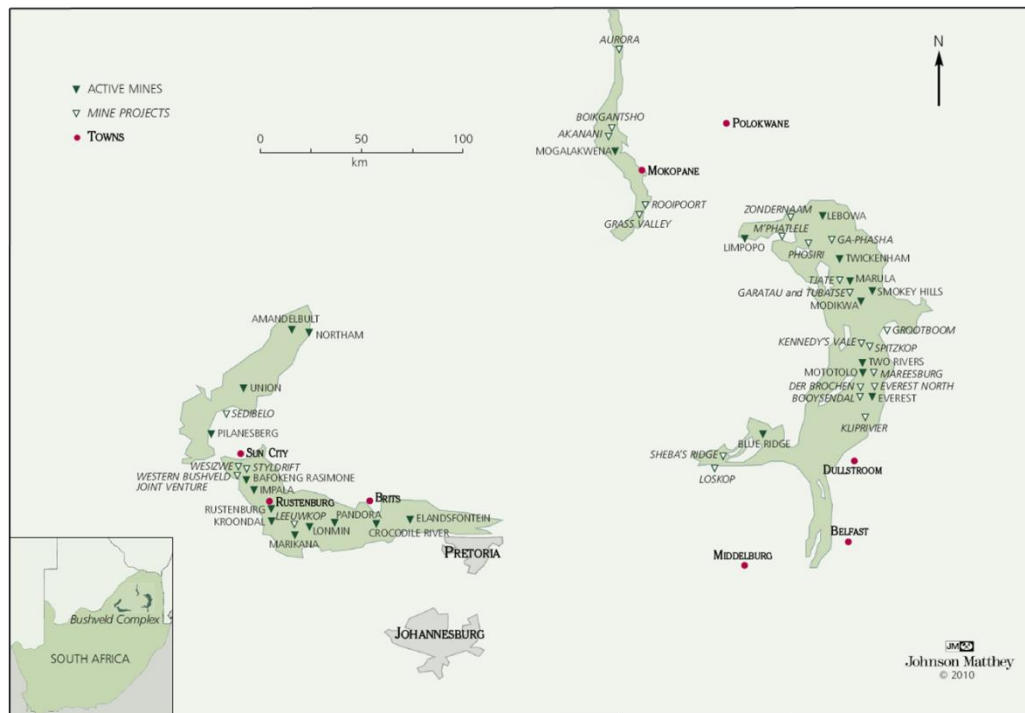 AURORA
N
ACTIVE MINES
MINE PROJECTS
TOWNS
0 50 100
km
BOIKGANTSHO
AKANANI
MOGALAKWENA
POLOKWANE
MOKOPANE
ROOIPOORT
GRASS VALLEY
ZONDERNAAM
LEBOWA
M'PHATLELE
GA-PHASHA
LIMPOPO
PHOSIRI
TWICKENHAM
TJATE
MARULA
GARATAU and TUBATSE
SMOKEY HILLS
MODIKWA
GROOTBOOM
KENNEDY'S VALE
SPITZKOP
TWO RIVERS
MOTOTOLO
MAREESBURG
DER BROCHEN
EVEREST NORTH
BOOYSENDAL
EVEREST
KLIPRIVIER
BLUE RIDGE
SHEBA'S RIDGE
LOSKOP
DULLSTROOM
BELFAST
MIDDELBURG
AMANDELBULT
NORTHAM
UNION
SEDIBELO
PILANESBERG
SUN CITY
WESIZWE
STYLDRIFT
WESTERN BUSHVELD
JOINT VENTURE
BAFOKENG RASIMONE
IMPALA
RUSTENBURG
BRITS
RUSTENBURG
LEEUWKOP
PANDORA
ELANDSFONTEIN
KROONDAL
LONMIN
CROCODILE RIVER
MARIKANA
PRETORIA
JOHANNESBURG
Bushveld Complex
SOUTH AFRICA
JM
Johnson Matthey
© 2010